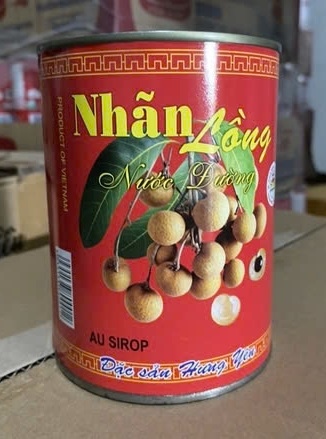 Nhãn Lồng
Nước Đường
PRODUCT OF VIETNAM
AU SIROP
Đặc sản Hưng Yên